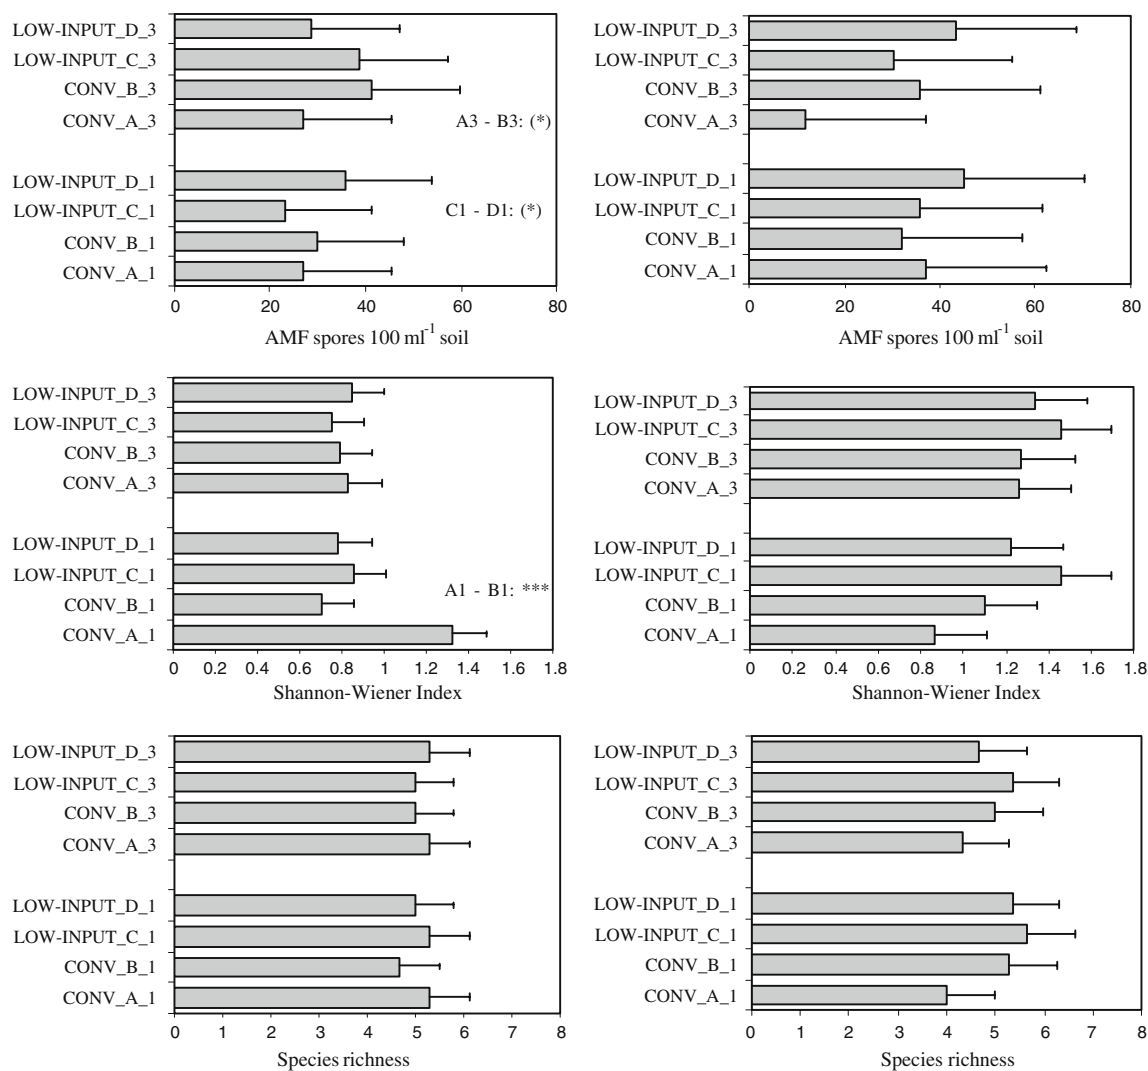 LOW-INPUT_D_3
LOW-INPUT_C_3
CONV_B_3
CONV_A_3
A3 - B3: (*)
LOW-INPUT_D_1
LOW-INPUT_C_1
C1 - D1: (*)
CONV_B_1
CONV_A_1
0 20 40 60 80
AMF spores 100 ml⁻¹ soil
LOW-INPUT_D_3
LOW-INPUT_C_3
CONV_B_3
CONV_A_3
LOW-INPUT_D_1
LOW-INPUT_C_1
CONV_B_1
CONV_A_1
0 20 40 60 80
AMF spores 100 ml⁻¹ soil
LOW-INPUT_D_3
LOW-INPUT_C_3
CONV_B_3
CONV_A_3
LOW-INPUT_D_1
LOW-INPUT_C_1
A1 - B1: ***
CONV_B_1
CONV_A_1
0 0.2 0.4 0.6 0.8 1 1.2 1.4 1.6 1.8
Shannon-Wiener Index
LOW-INPUT_D_3
LOW-INPUT_C_3
CONV_B_3
CONV_A_3
LOW-INPUT_D_1
LOW-INPUT_C_1
CONV_B_1
CONV_A_1
0 0.2 0.4 0.6 0.8 1 1.2 1.4 1.6 1.8
Shannon-Wiener Index
LOW-INPUT_D_3
LOW-INPUT_C_3
CONV_B_3
CONV_A_3
LOW-INPUT_D_1
LOW-INPUT_C_1
CONV_B_1
CONV_A_1
0 1 2 3 4 5 6 7 8
Species richness
LOW-INPUT_D_3
LOW-INPUT_C_3
CONV_B_3
CONV_A_3
LOW-INPUT_D_1
LOW-INPUT_C_1
CONV_B_1
CONV_A_1
0 1 2 3 4 5 6 7 8
Species richness